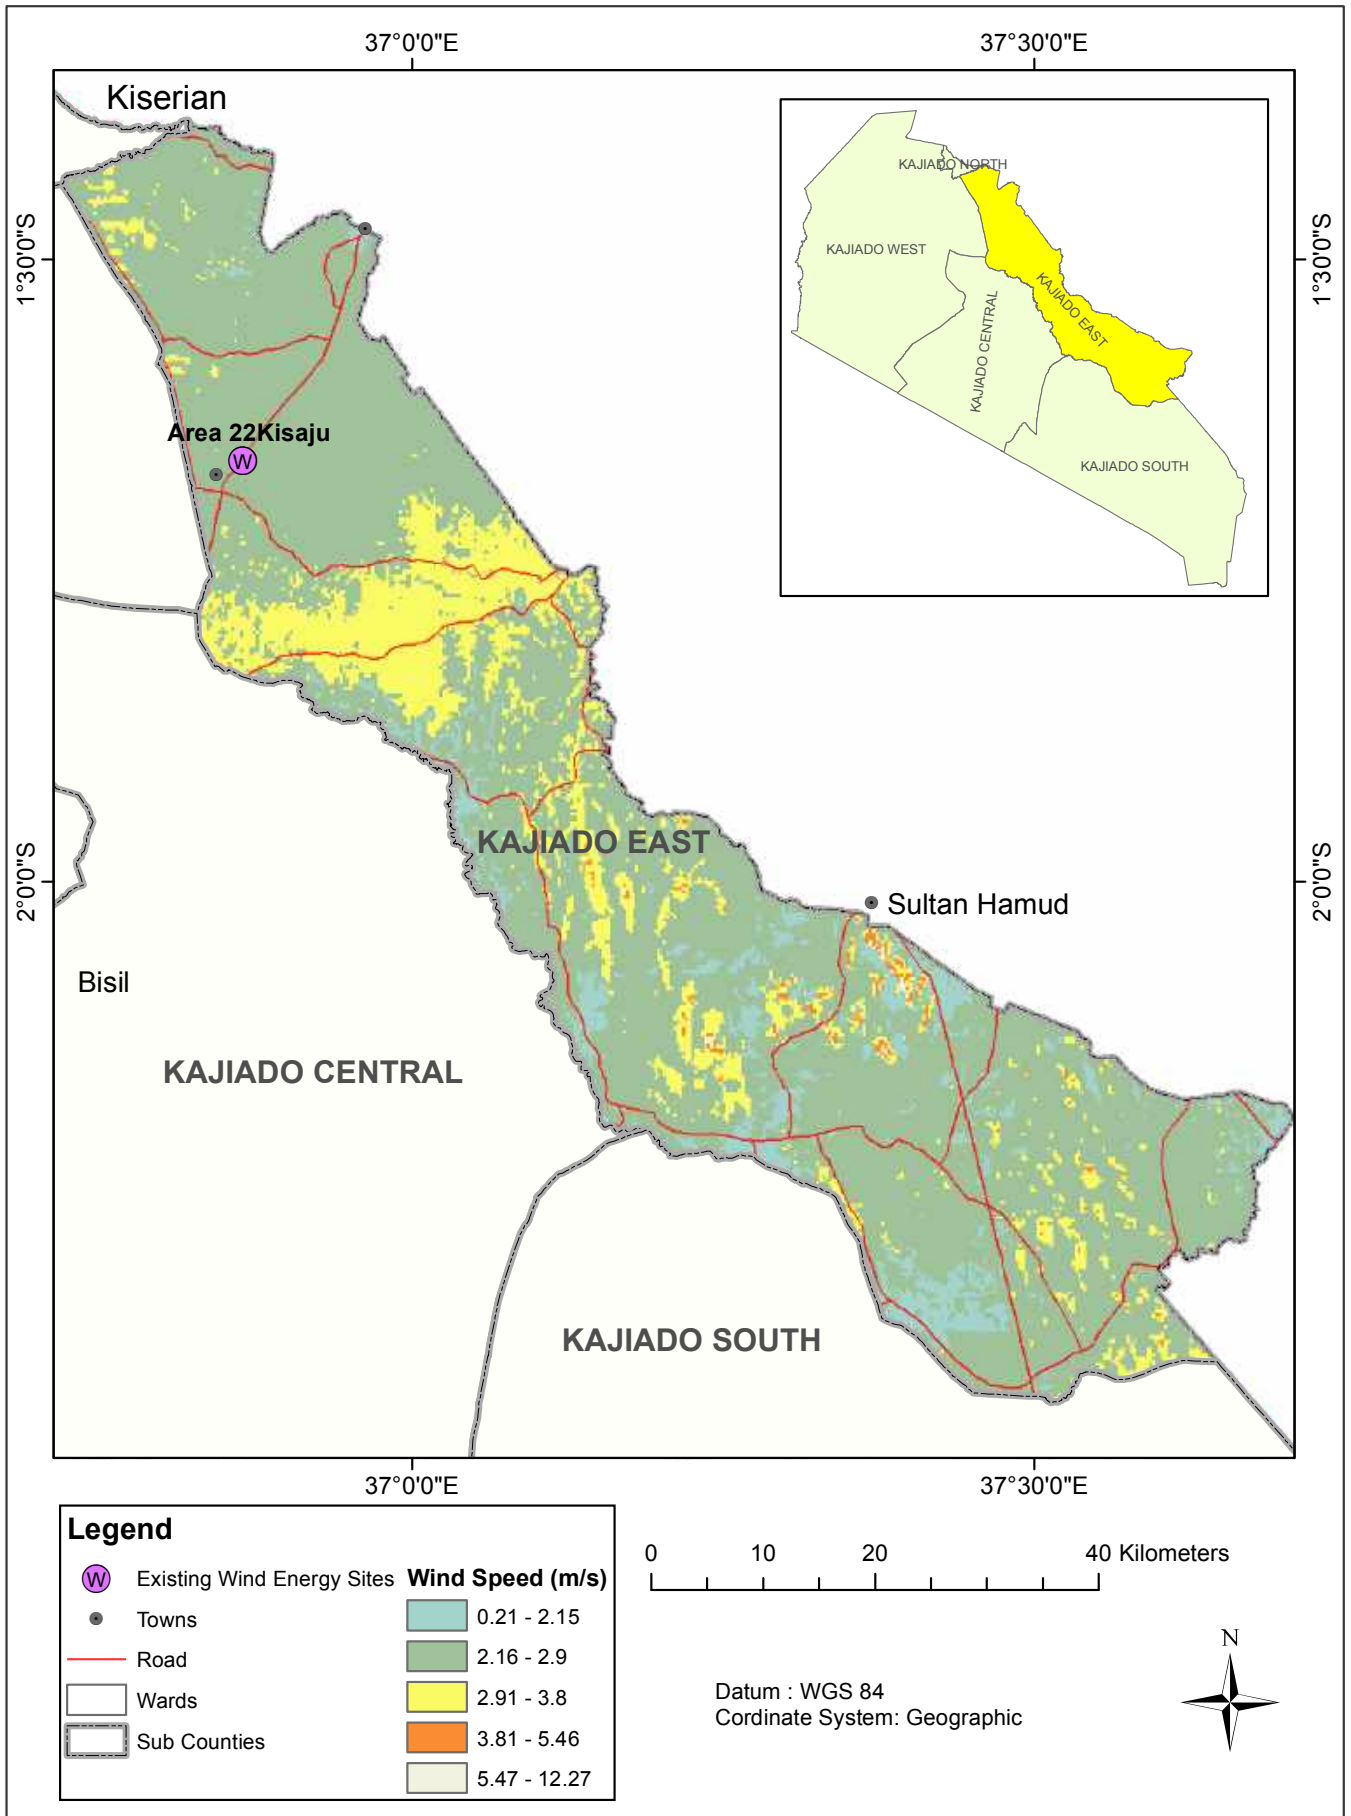 37°0'0"E
37°30'0"E
Kiserian
KAJIADO NORTH
KAJIADO WEST
KAJIADO EAST
KAJIADO CENTRAL
KAJIADO SOUTH
1°30'0"S
1°30'0"S
Area 22Kisaju
W
KAJIADO EAST
2°0'0"S
2°0'0"S
Sultan Hamud
Bisil
KAJIADO CENTRAL
KAJIADO SOUTH
37°0'0"E
37°30'0"E
Legend
W Existing Wind Energy Sites
Towns
Road
Wards
Sub Counties
Wind Speed (m/s)
0.21 - 2.15
2.16 - 2.9
2.91 - 3.8
3.81 - 5.46
5.47 - 12.27
0 10 20 40 Kilometers
Datum : WGS 84
Cordinate System: Geographic
N